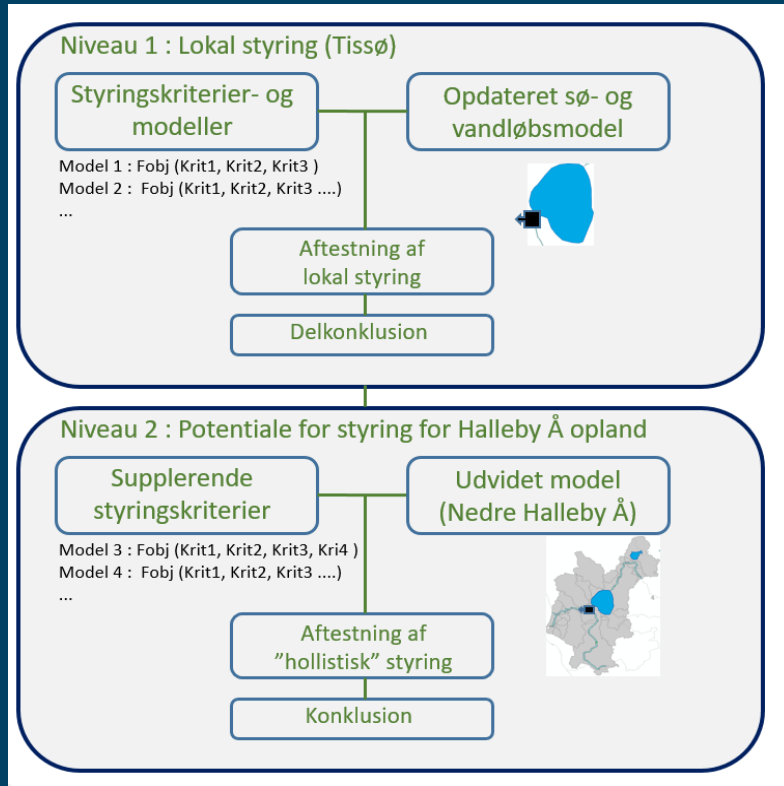 Niveau 1 : Lokal styring (Tissø)
Styringskriterier- og
modeller
Opdateret sø- og
vandløbsmodel
Model 1 : Fobj (Krit1, Krit2, Krit3 )
Model 2 :  Fobj (Krit1, Krit2, Krit3 ....)
...
Aftestning af
lokal styring
Delkonklusion
Niveau 2 : Potentiale for styring for Halleby Å opland
Supplerende
styringskriterier
Udvidet model
(Nedre Halleby Å)
Model 3 : Fobj (Krit1, Krit2, Krit3, Kri4 )
Model 4 :  Fobj (Krit1, Krit2, Krit3 ....)
...
Aftestning af
”hollistisk” styring
Konklusion